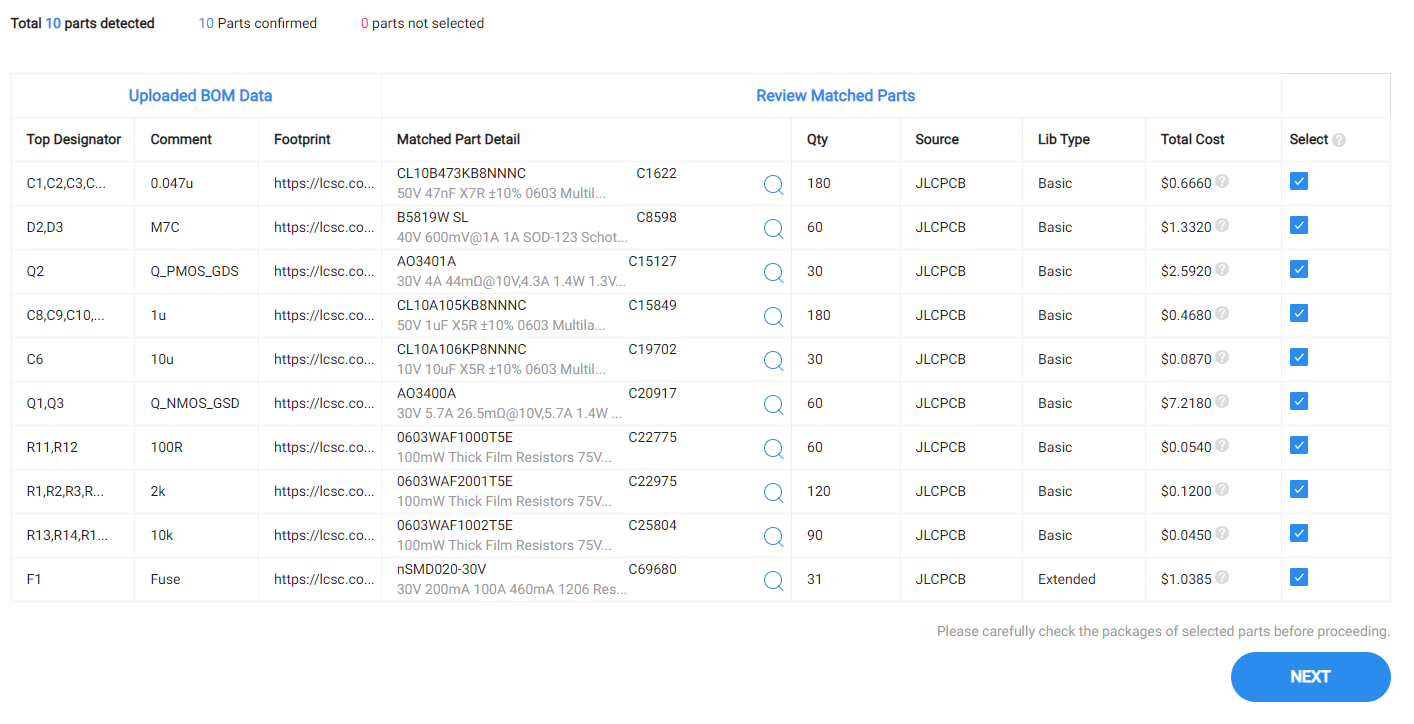 Total 10 parts detected 10 Parts confirmed 0 parts not selected
Uploaded BOM Data Review Matched Parts
Top Designator Comment Footprint Matched Part Detail Qty Source Lib Type Total Cost Select ?
C1,C2,C3,C... 0.047u https://lcsc.co... CL10B473KB8NNNC C1622 180 JLCPCB Basic $0.6660 ?
50V 47nF X7R ±10% 0603 Multil...
D2,D3 M7C https://lcsc.co... B5819W SL C8598 60 JLCPCB Basic $1.3320 ?
40V 600mV@1A 1A SOD-123 Schot...
Q2 Q_PMOS_GDS https://lcsc.co... AO3401A C15127 30 JLCPCB Basic $2.5920 ?
30V 4A 44mΩ@10V,4.3A 1.4W 1.3V...
C8,C9,C10,... 1u https://lcsc.co... CL10A105KB8NNNC C15849 180 JLCPCB Basic $0.4680 ?
50V 1uF X5R ±10% 0603 Multila...
C6 10u https://lcsc.co... CL10A106KP8NNNC C19702 30 JLCPCB Basic $0.0870 ?
10V 10uF X5R ±10% 0603 Multil...
Q1,Q3 Q_NMOS_GSD https://lcsc.co... AO3400A C20917 60 JLCPCB Basic $7.2180 ?
30V 5.7A 26.5mΩ@10V,5.7A 1.4W ...
R11,R12 100R https://lcsc.co... 0603WAF1000T5E C22775 60 JLCPCB Basic $0.0540 ?
100mW Thick Film Resistors 75V...
R1,R2,R3,R... 2k https://lcsc.co... 0603WAF2001T5E C22975 120 JLCPCB Basic $0.1200 ?
100mW Thick Film Resistors 75V...
R13,R14,R1... 10k https://lcsc.co... 0603WAF1002T5E C25804 90 JLCPCB Basic $0.0450 ?
100mW Thick Film Resistors 75V...
F1 Fuse https://lcsc.co... nSMD020-30V C69680 31 JLCPCB Extended $1.0385 ?
30V 200mA 100A 460mA 1206 Res...
Please carefully check the packages of selected parts before proceeding.
NEXT